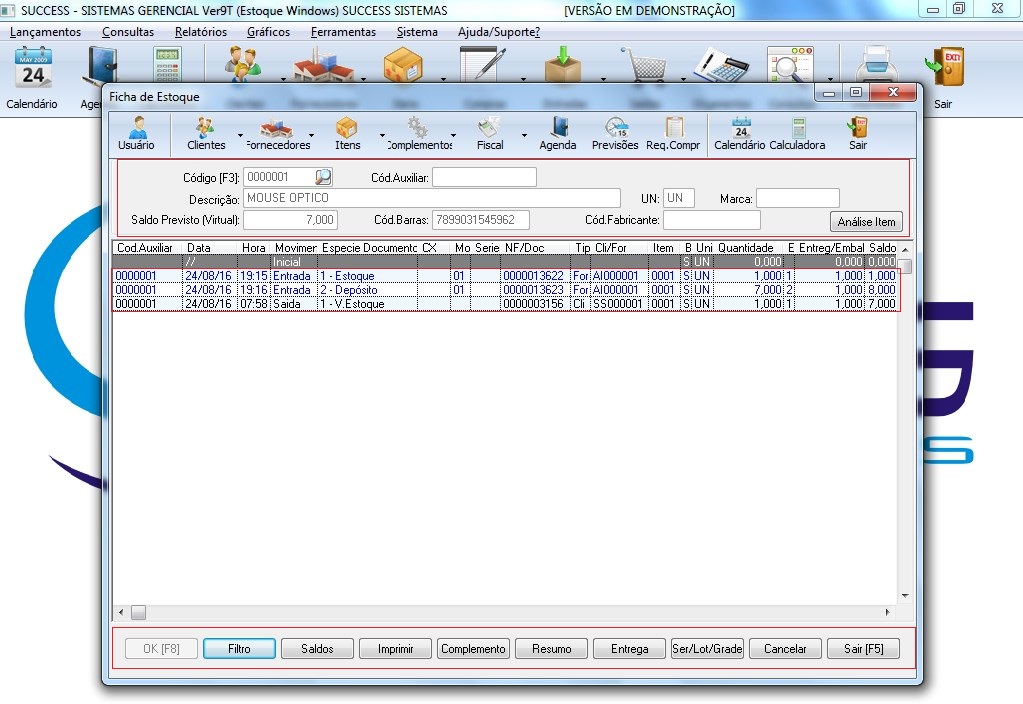 SUCCESS - SISTEMAS GERENCIAL Ver9T (Estoque Windows) SUCCESS SISTEMAS [VERSÃO EM DEMONSTRAÇÃO]
Lançamentos Consultas Relatórios Gráficos Ferramentas Sistema Ajuda/Suporte?
MAY 2009
24
EXIT
Calendário Age Sair
Ficha de Estoque
Usuário Clientes Fornecedores Itens Complementos Fiscal Agenda Previsões Req.Compr Calendário Calculadora Sair
Código [F3]: 0000001 Cód.Auxiliar:
Descrição: MOUSE OPTICO UN: UN Marca:
Saldo Previsto (Virtual): 7,000 Cód.Barras: 7899031545962 Cód.Fabricante: Análise Item
Cod.Auxiliar Data Hora Movimen Especie Documento CX Mo Serie NF/Doc Tip Cli/For Item B Uni Quantidade E Entreg/Embal Saldo
// Inicial S UN 0,000 0,000 0,000
0000001 24/08/16 19:15 Entrada 1 - Estoque 01 0000013622 For AI000001 0001 S UN 1,000 1 1,000 1,000
0000001 24/08/16 19:16 Entrada 2 - Depósito 01 0000013623 For AI000001 0001 S UN 7,000 2 1,000 8,000
0000001 24/08/16 07:58 Saida 1 - V.Estoque 0000003156 Cli SS000001 0001 S UN 1,000 1 1,000 7,000
OK [F8] Filtro Saldos Imprimir Complemento Resumo Entrega Ser/Lot/Grade Cancelar Sair [F5]